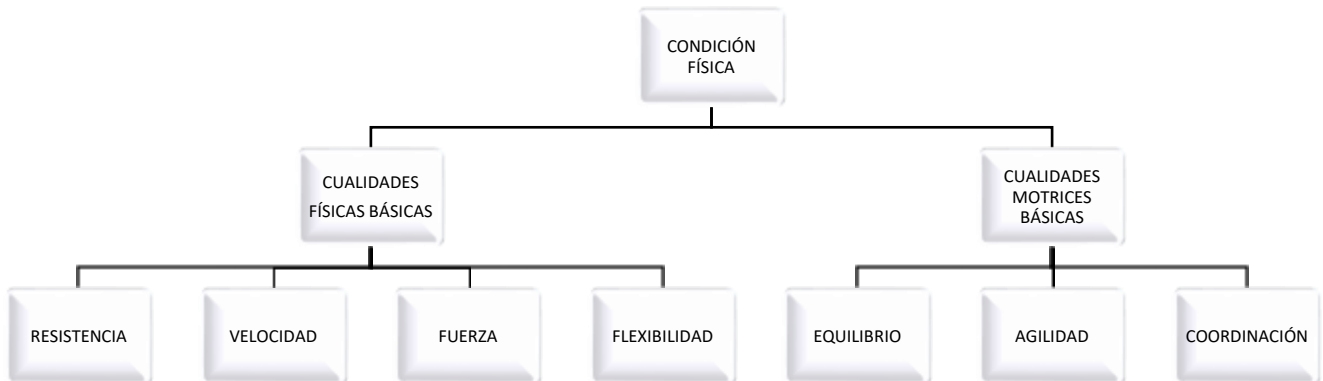 CONDICIÓN
FÍSICA
CUALIDADES
FÍSICAS BÁSICAS
CUALIDADES
MOTRICES
BÁSICAS
RESISTENCIA
VELOCIDAD
FUERZA
FLEXIBILIDAD
EQUILIBRIO
AGILIDAD
COORDINACIÓN